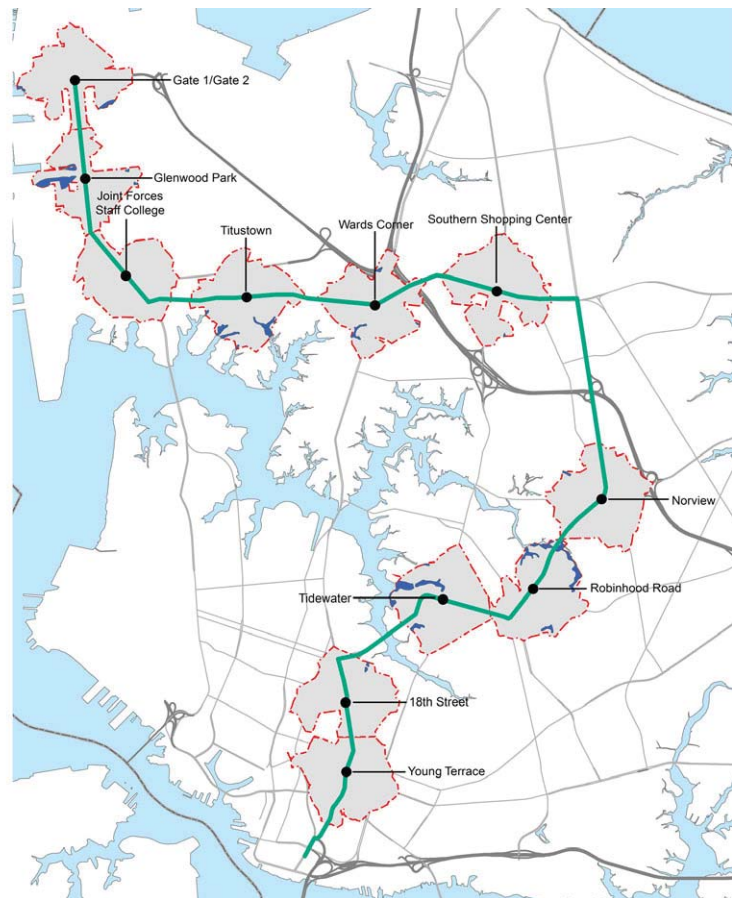 Gate 1/Gate 2
Glenwood Park
Joint Forces
Staff College
Titustown
Wards Corner
Southern Shopping Center
Norview
Robinhood Road
Tidewater
18th Street
Young Terrace